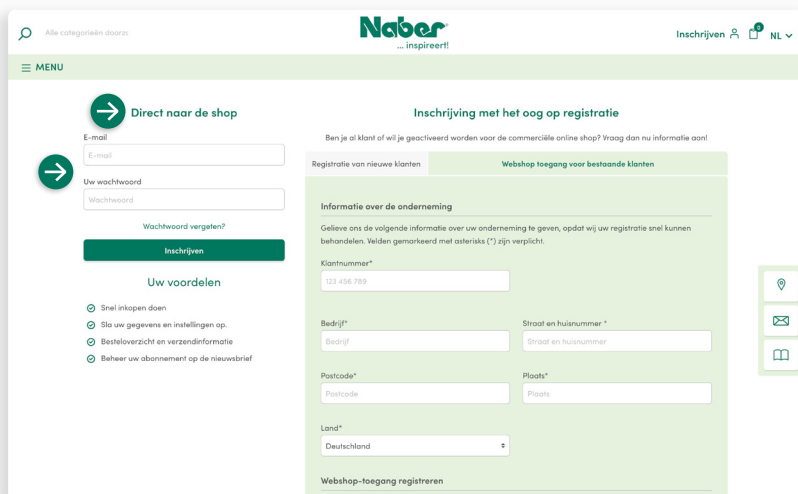 Alle categorieën doorzc
Naber
... inspireert!
Inschrijven
0
NL
MENU
Direct naar de shop
E-mail
E-mail
Uw wachtwoord
Wachtwoord
Wachtwoord vergeten?
Inschrijven
Uw voordelen
Snel inkopen doen
Sla uw gegevens en instellingen op.
Besteloverzicht en verzendinformatie
Beheer uw abonnement op de nieuwsbrief
Inschrijving met het oog op registratie
Ben je al klant of wil je geactiveerd worden voor de commerciële online shop? Vraag dan nu informatie aan!
Registratie van nieuwe klanten
Webshop toegang voor bestaande klanten
Informatie over de onderneming
Gelieve ons de volgende informatie over uw onderneming te geven, opdat wij uw registratie snel kunnen
behandelen. Velden gemarkeerd met asterisks (*) zijn verplicht.
Klantnummer*
123 456 789
Bedrijf*
Straat en huisnummer *
Bedrijf
Straat en huisnummer
Postcode*
Plaats*
Postcode
Plaats
Land*
Deutschland
Webshop-toegang registreren